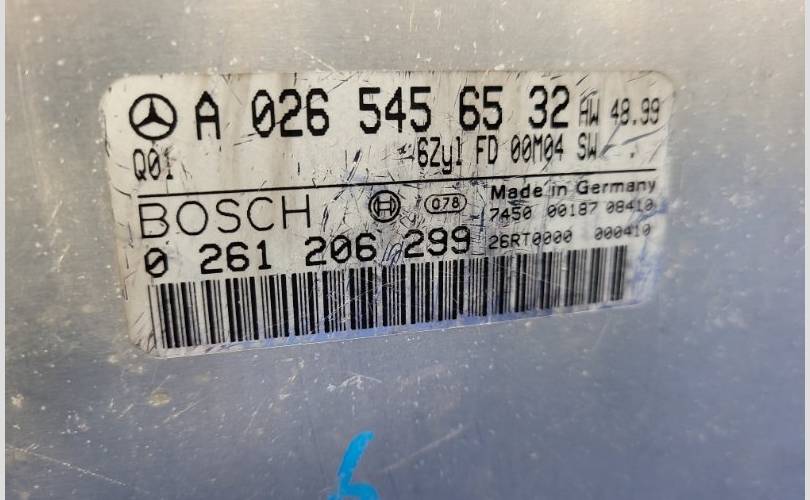 A 026 545 65 32 HW 48.99
Q01 6Zyl FD 00M04 SW .
BOSCH 078 Made in Germany
7450 00187 08410
0 261 206 299 26RT0000 000410